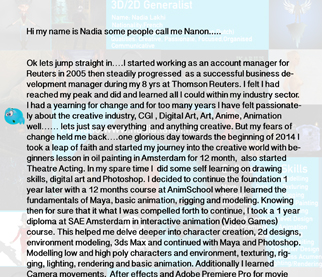 3D/2D Generalist
Hi my name is Nadia some people call me Nanon.....
Ok lets jump straight in....I started working as an account manager for
Reuters in 2005 then steadily progressed as a successful business de-
velopment manager during my 8 yrs at Thomson Reuters. I felt I had
reached my peak and did and learned all I could within my industry sector.
I had a yearning for change and for too many years I have felt passionate-
ly about the creative industry, CGI , Digital Art, Art, Anime, Animation
well...... lets just say everything and anything creative. But my fears of
change held me back....one glorious day towards the beginning of 2014 I
took a leap of faith and started my journey into the creative world with be-
ginners lesson in oil painting in Amsterdam for 12 month, also started
Theatre Acting. In my spare time I did some self learning on drawing
skills, digital art and Photoshop. I decided to continue the foundation 1
year later with a 12 months course at AnimSchool where I learned the
fundamentals of Maya, basic animation, rigging and modeling. Knowing
then for sure that it what I was compelled forth to continue, I took a 1 year
diploma at SAE Amsterdam in interactive animation (Video Games)
course. This helped me delve deeper into character creation, 2d designs,
environment modeling, 3ds Max and continued with Maya and Photoshop.
Modelling low and high poly characters and environment, texturing, rig-
ging, lighting, rendering and basic animation. Additionally I learned
Camera movements, After effects and Adobe Premiere Pro for movie